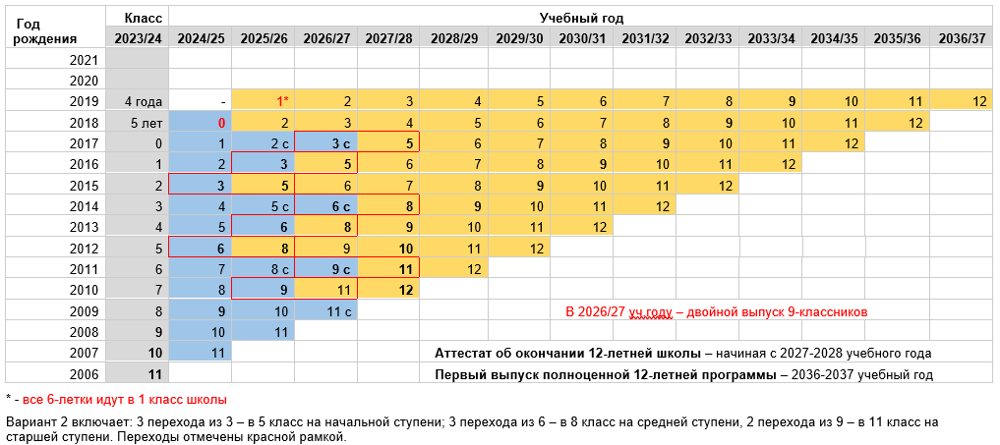 Год рождения Класс Учебный год
2023/24 2024/25 2025/26 2026/27 2027/28 2028/29 2029/30 2030/31 2031/32 2032/33 2033/34 2034/35 2035/36 2036/37
2021
2020
2019 4 года - 1* 2 3 4 5 6 7 8 9 10 11 12
2018 5 лет 0 2 3 4 5 6 7 8 9 10 11 12
2017 0 1 2 с 3 с 5 6 7 8 9 10 11 12
2016 1 2 3 5 6 7 8 9 10 11 12
2015 2 3 5 6 7 8 9 10 11 12
2014 3 4 5 с 6 с 8 9 10 11 12
2013 4 5 6 8 9 10 11 12
2012 5 6 8 9 10 11 12
2011 6 7 8 с 9 с 11 12
2010 7 8 9 11 12
2009 8 9 10 11 с В 2026/27 уч.году – двойной выпуск 9-классников
2008 9 10 11
2007 10 11 Аттестат об окончании 12-летней школы – начиная с 2027-2028 учебного года
2006 11 Первый выпуск полноценной 12-летней программы – 2036-2037 учебный год
* - все 6-летки идут в 1 класс школы
Вариант 2 включает: 3 перехода из 3 – в 5 класс на начальной ступени; 3 перехода из 6 – в 8 класс на средней ступени, 2 перехода из 9 – в 11 класс на
старшей ступени. Переходы отмечены красной рамкой.